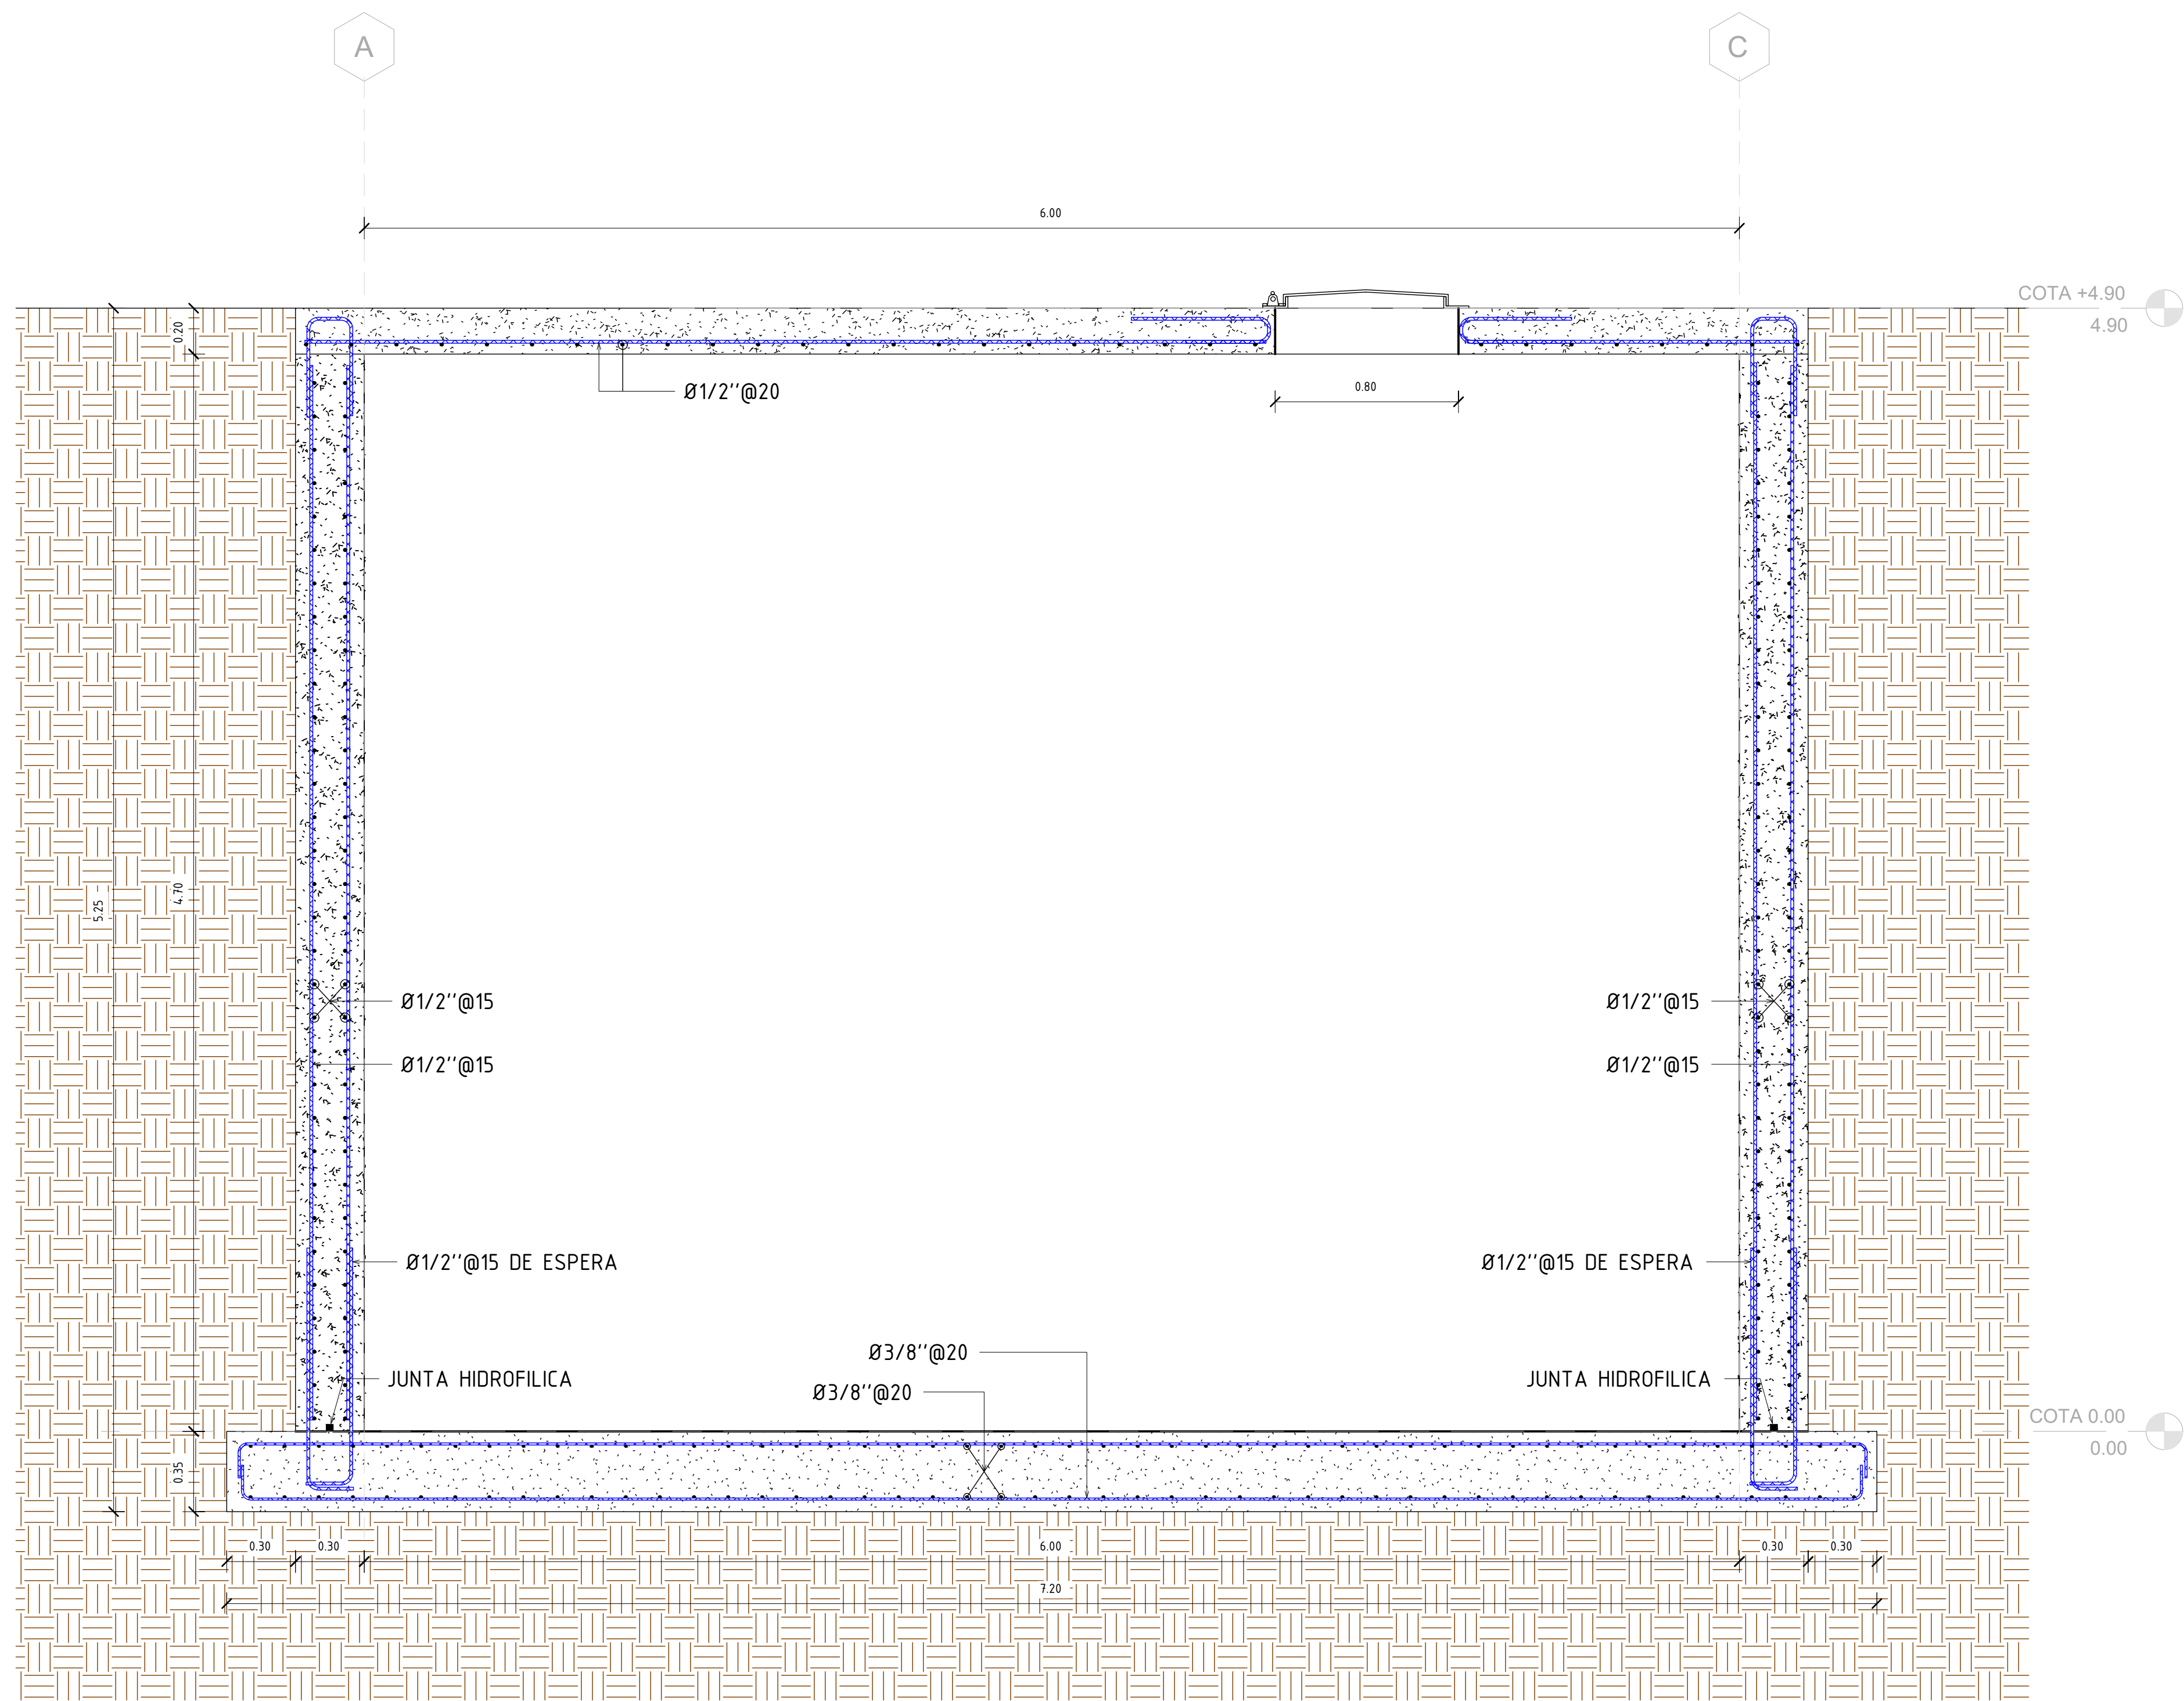 A
C
6.00
COTA +4.90
4.90
0.20
0.80
Ø1/2''@20
4.70
5.25
Ø1/2''@15
Ø1/2''@15
Ø1/2''@15
Ø1/2''@15
Ø1/2''@15 DE ESPERA
Ø1/2''@15 DE ESPERA
Ø3/8''@20
JUNTA HIDROFILICA
Ø3/8''@20
JUNTA HIDROFILICA
COTA 0.00
0.00
0.35
0.30
0.30
6.00
0.30
0.30
7.20